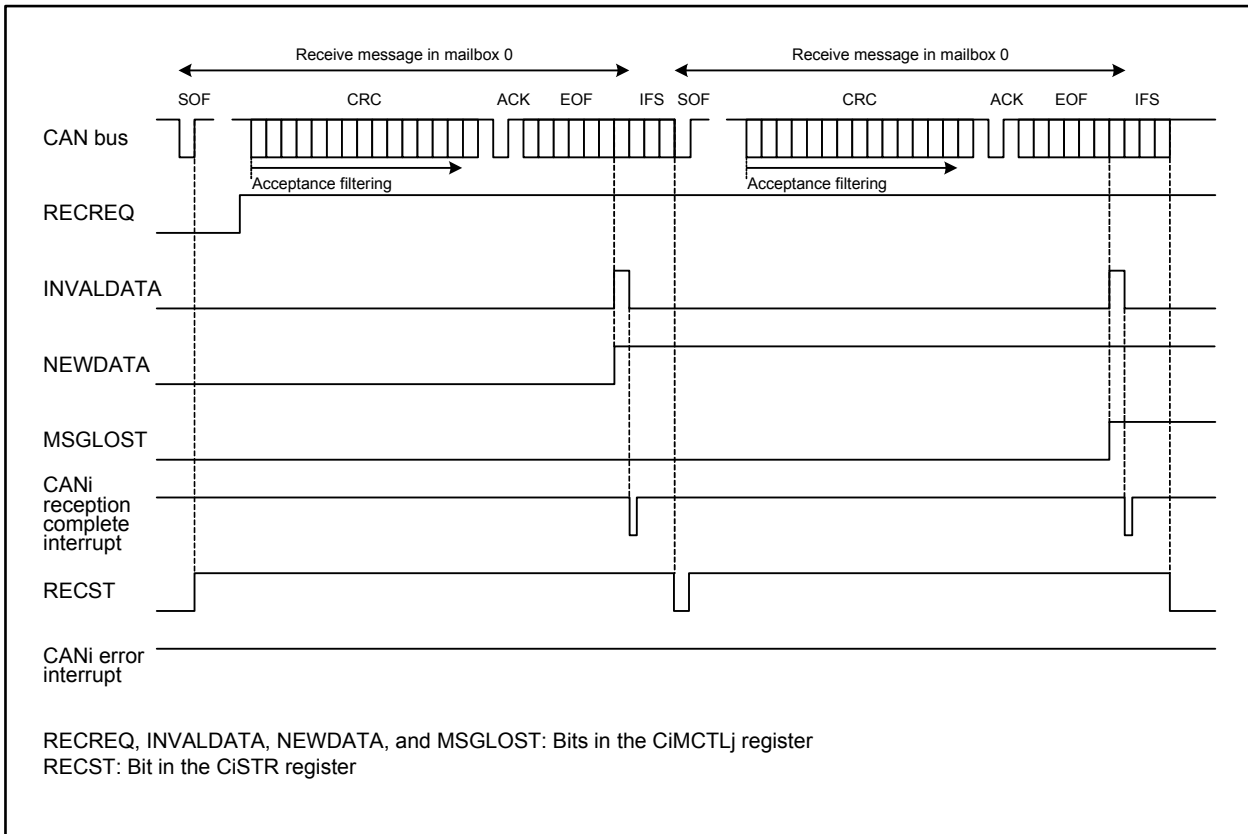 Receive message in mailbox 0 Receive message in mailbox 0
SOF CRC ACK EOF IFS SOF CRC ACK EOF IFS
CAN bus
Acceptance filtering Acceptance filtering
RECREQ
INVALDATA
NEWDATA
MSGLOST
CANi
reception
complete
interrupt
RECST
CANi error
interrupt
RECREQ, INVALDATA, NEWDATA, and MSGLOST: Bits in the CiMCTLj register
RECST: Bit in the CiSTR register